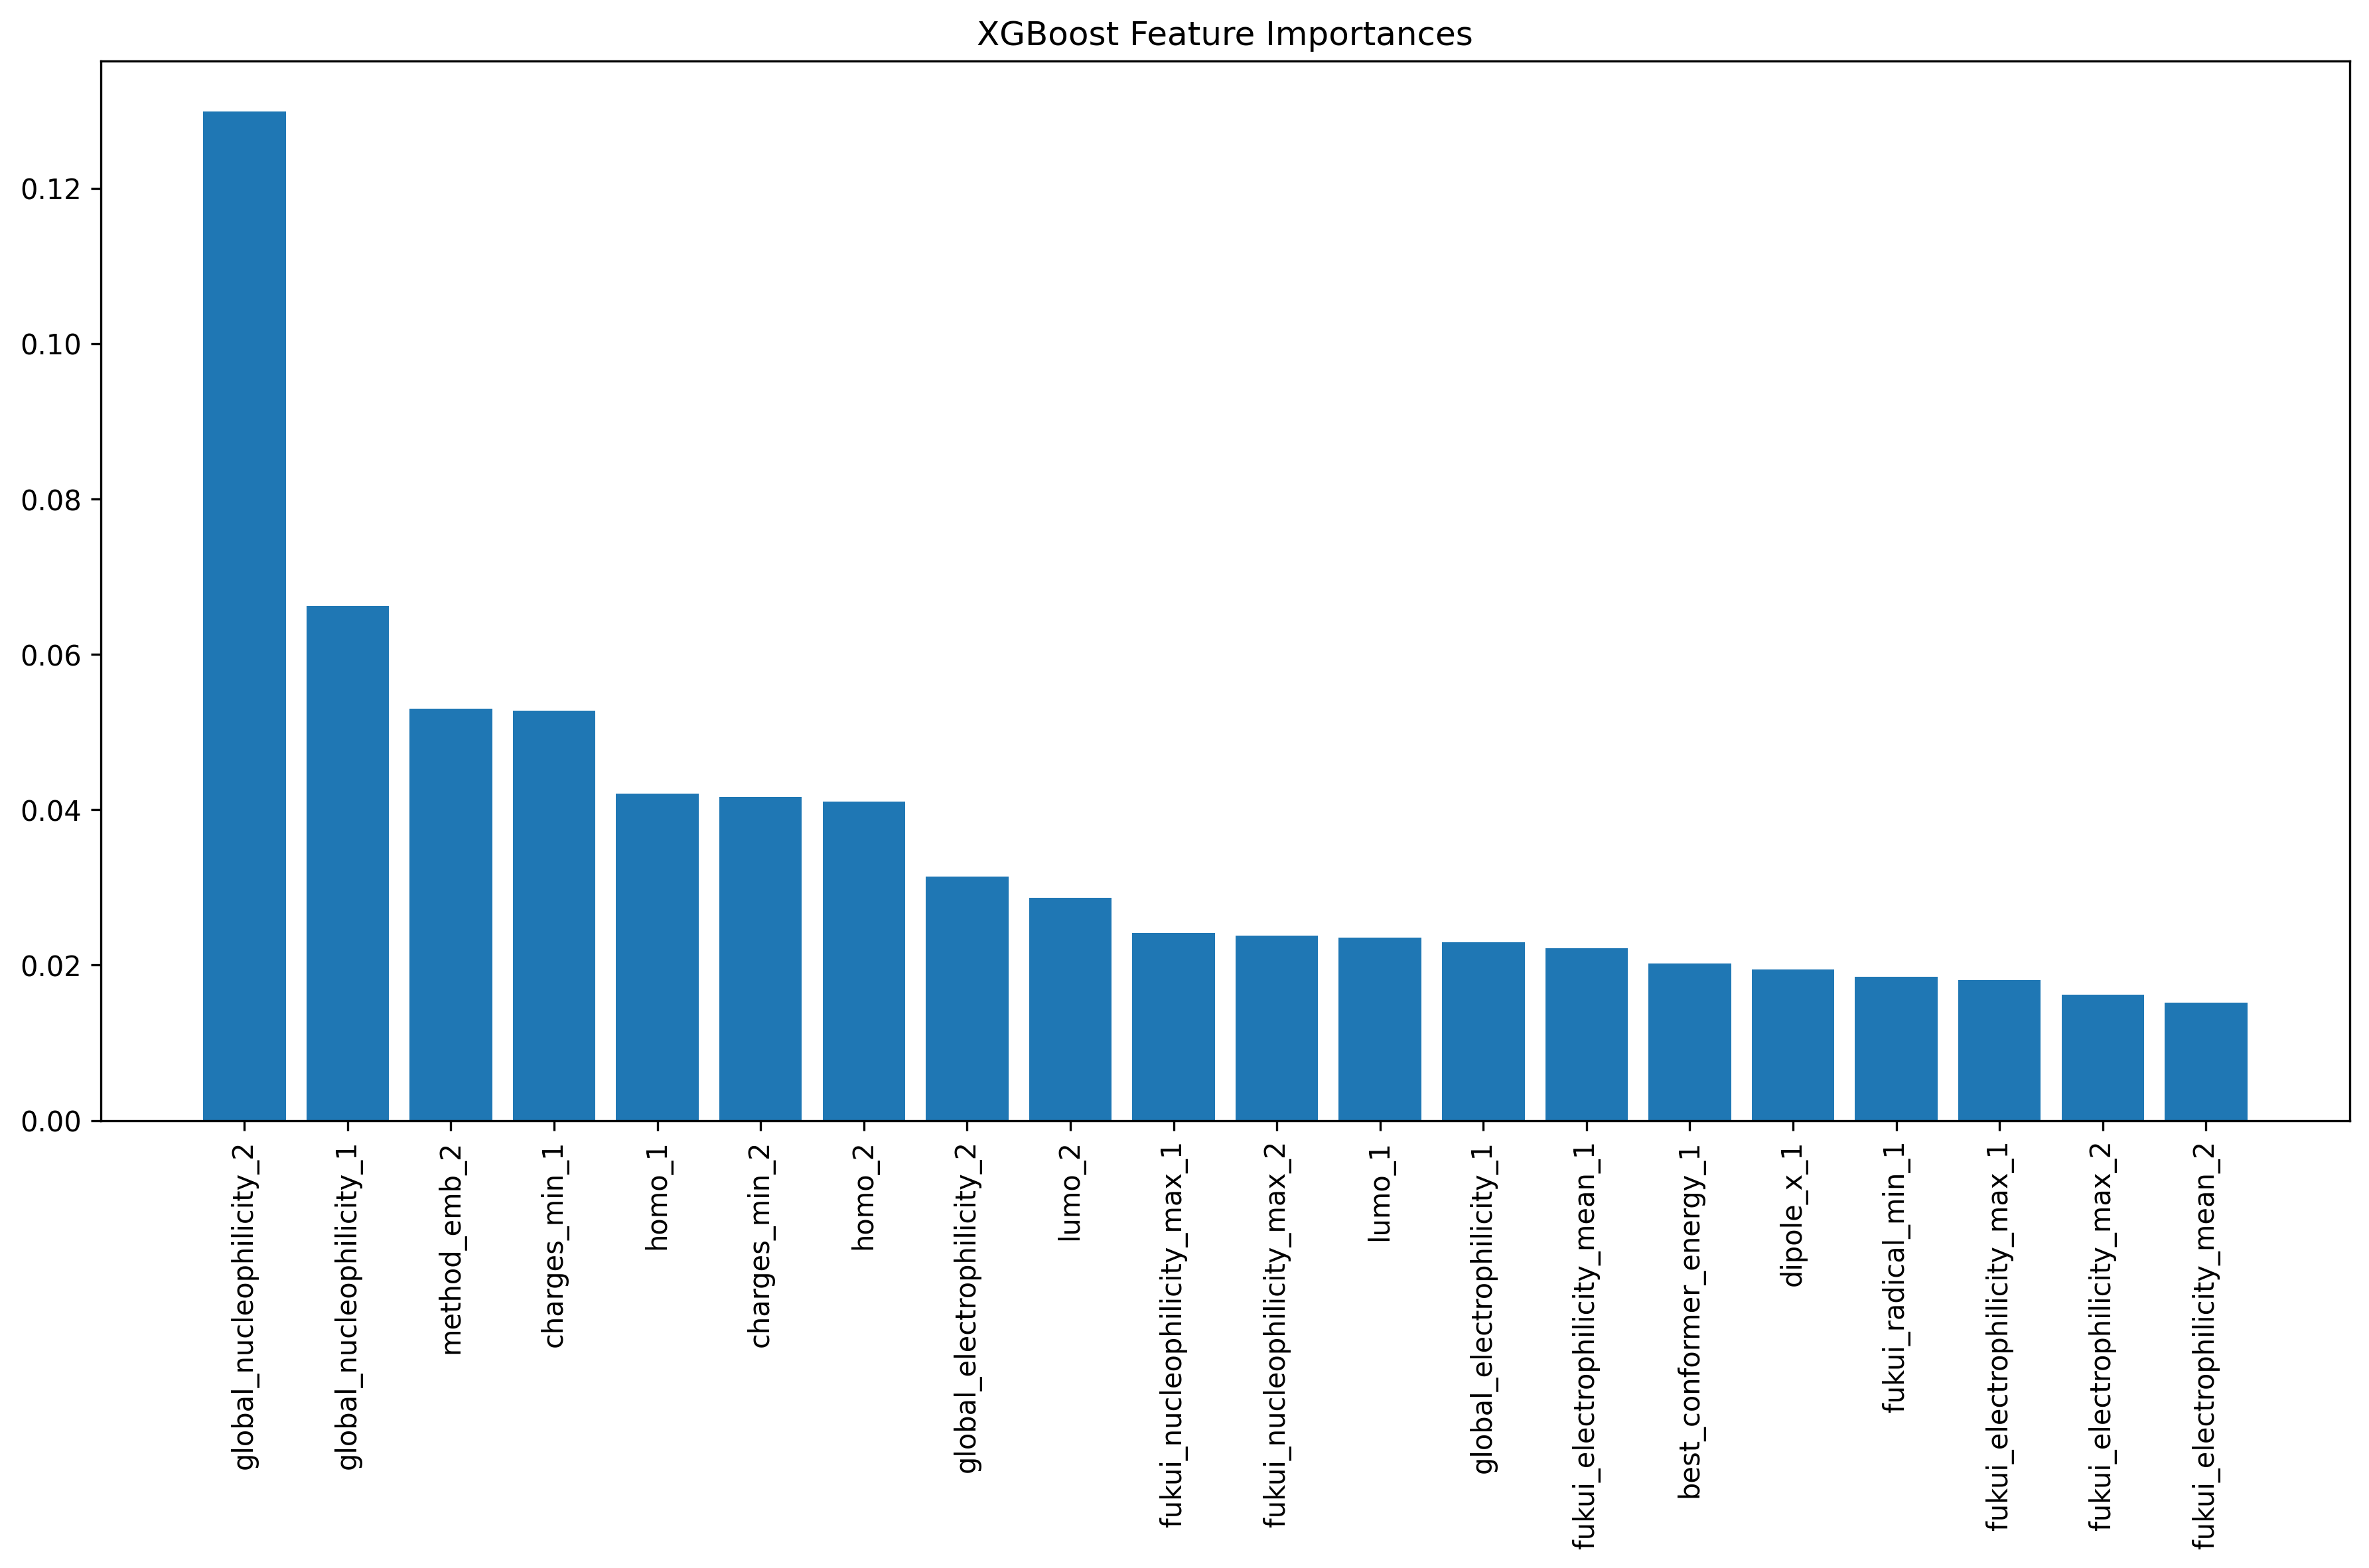 XGBoost Feature Importances
0.12
0.10
0.08
0.06
0.04
0.02
0.00
global_nucleophilicity_2
global_nucleophilicity_1
method_emb_2
charges_min_1
homo_1
charges_min_2
homo_2
global_electrophilicity_2
lumo_2
fukui_nucleophilicity_max_1
fukui_nucleophilicity_max_2
lumo_1
global_electrophilicity_1
fukui_electrophilicity_mean_1
best_conformer_energy_1
dipole_x_1
fukui_radical_min_1
fukui_electrophilicity_max_1
fukui_electrophilicity_max_2
fukui_electrophilicity_mean_2